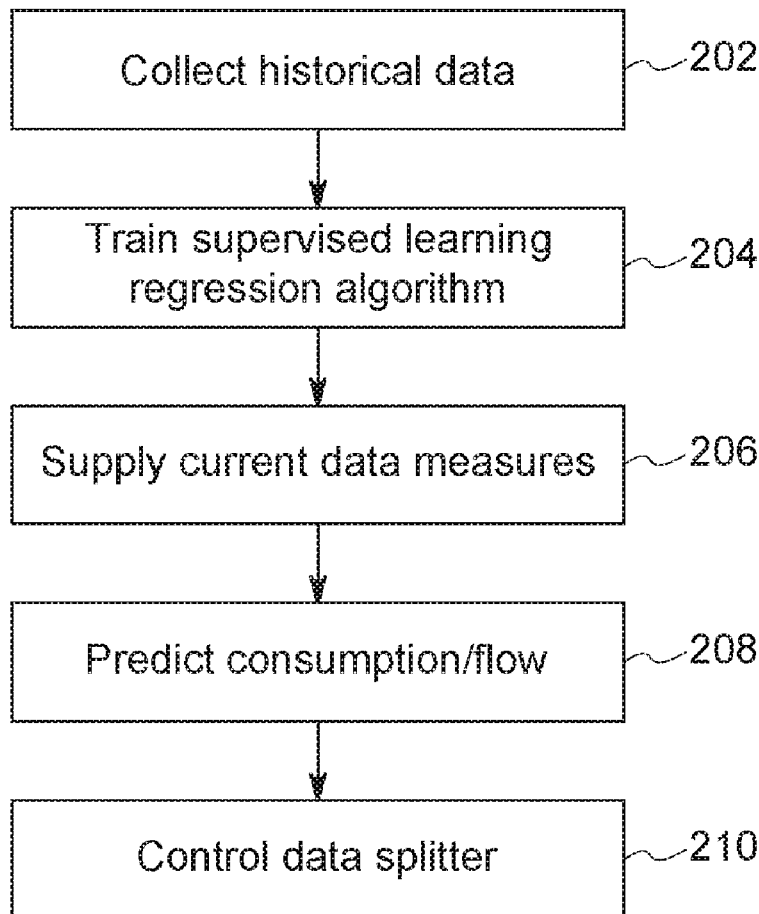 Collect historical data
202
Train supervised learning
regression algorithm
204
Supply current data measures
206
Predict consumption/flow
208
Control data splitter
210